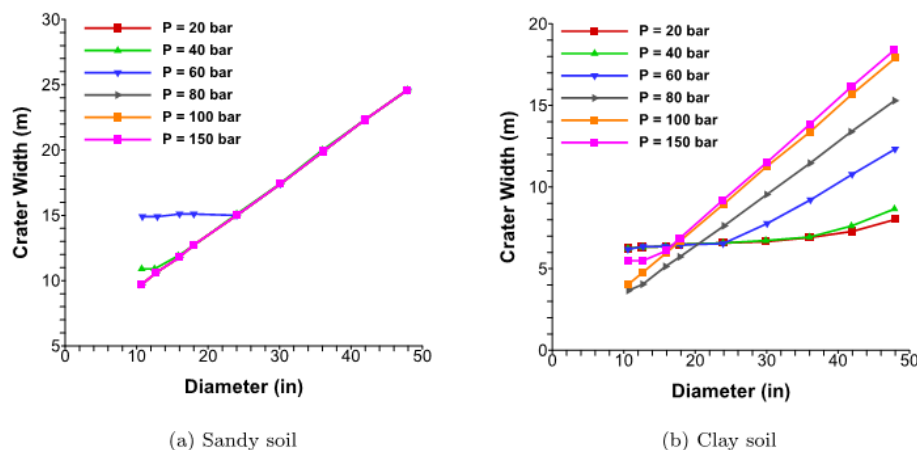 P = 20 bar
P = 40 bar
P = 60 bar
P = 80 bar
P = 100 bar
P = 150 bar
Crater Width (m)
30
25
20
15
10
5
0
10
20
30
40
50
Diameter (in)
(a) Sandy soil
P = 20 bar
P = 40 bar
P = 60 bar
P = 80 bar
P = 100 bar
P = 150 bar
Crater Width (m)
20
15
10
5
0
0
10
20
30
40
50
Diameter (in)
(b) Clay soil